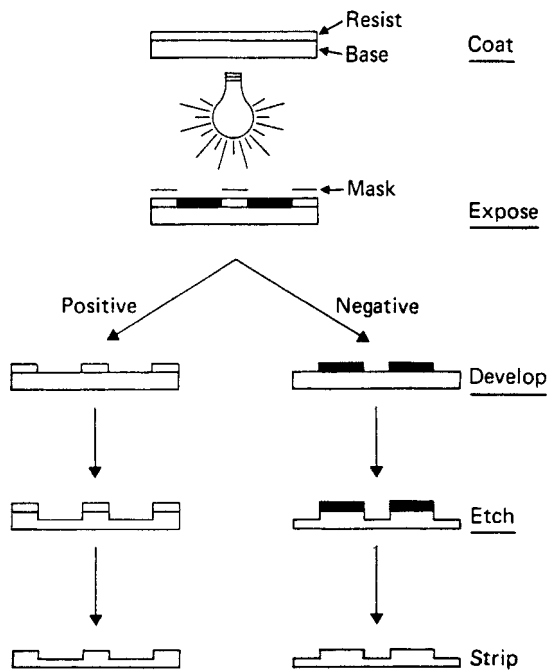 Resist
Coat
Base
Mask
Expose
Positive
Negative
Develop
Etch
Strip